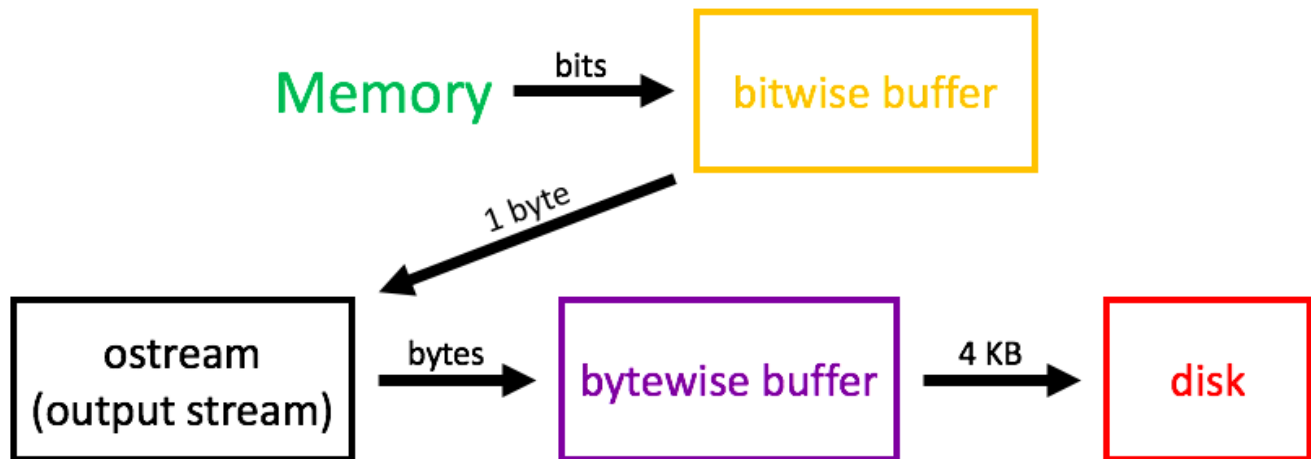 Memory
bits
bitwise buffer
1 byte
ostream
(output stream)
bytes
bytewise buffer
4 KB
disk